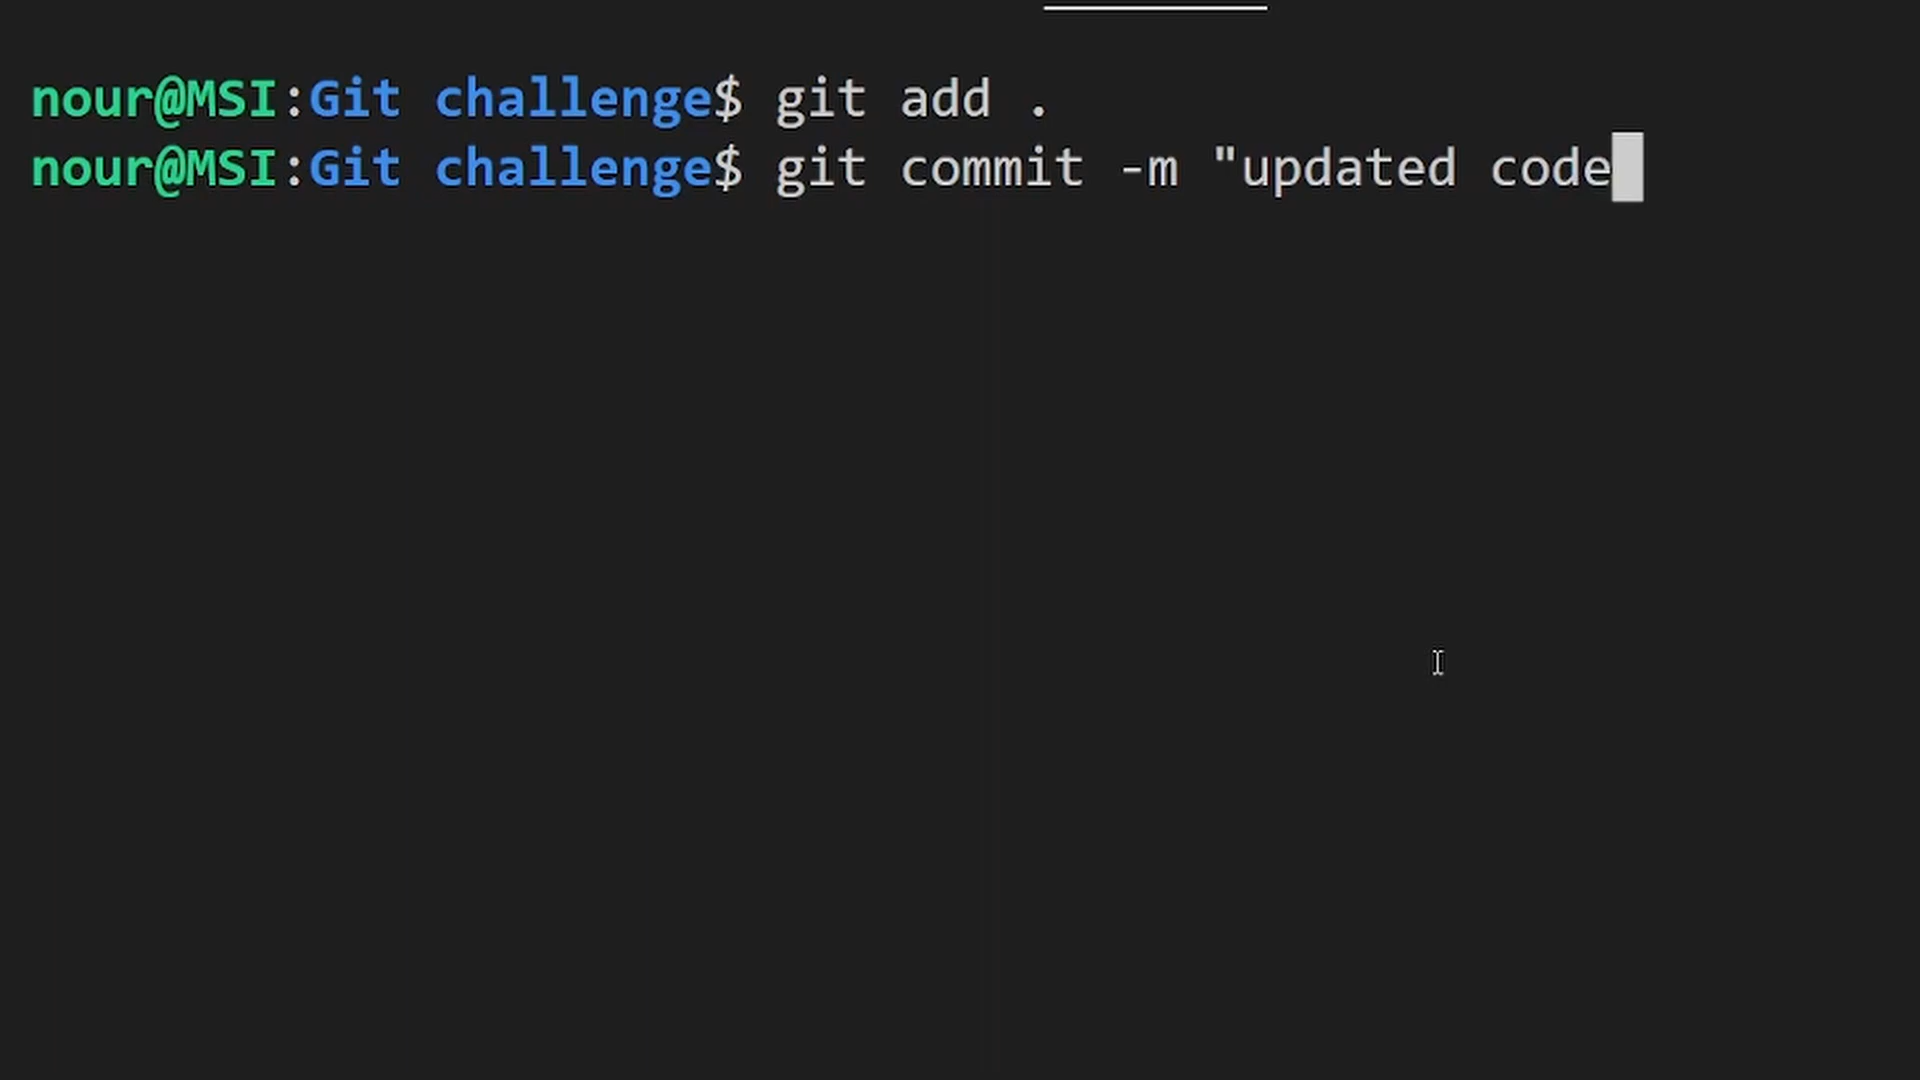 nour@MSI:Git challenge$ git add .
nour@MSI:Git challenge$ git commit -m "updated code